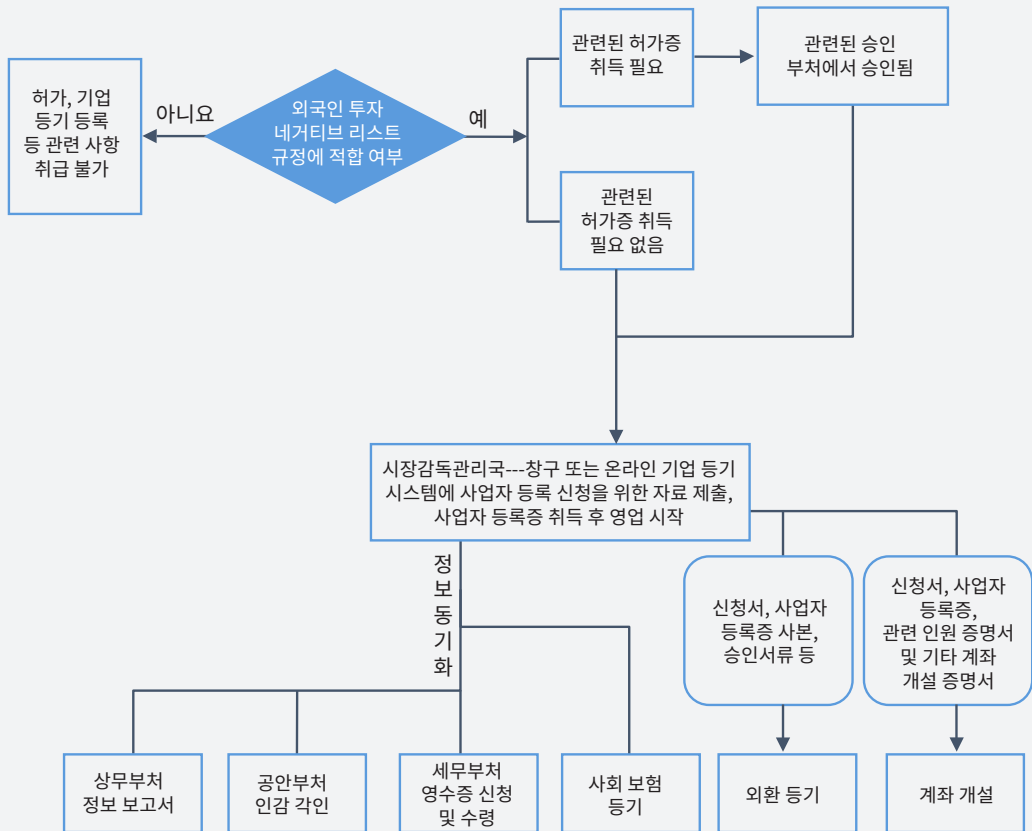 관련된 허가증
취득 필요
관련된 승인
부처에서 승인됨
허가, 기업
등기 등록
등 관련 사항
취급 불가
아니요
외국인 투자
네거티브 리스트
규정에 적합 여부
예
관련된
허가증 취득
필요 없음
시장감독관리국---창구 또는 온라인 기업 등기
시스템에 사업자 등록 신청을 위한 자료 제출,
사업자 등록증 취득 후 영업 시작
정
보
동
기
화
신청서, 사업자
등록증 사본,
승인서류 등
신청서, 사업자
등록증,
관련 인원 증명서
및 기타 계좌
개설 증명서
상무부처
정보 보고서
공안부처
인감 각인
세무부처
영수증 신청
및 수령
사회 보험
등기
외환 등기
계좌 개설